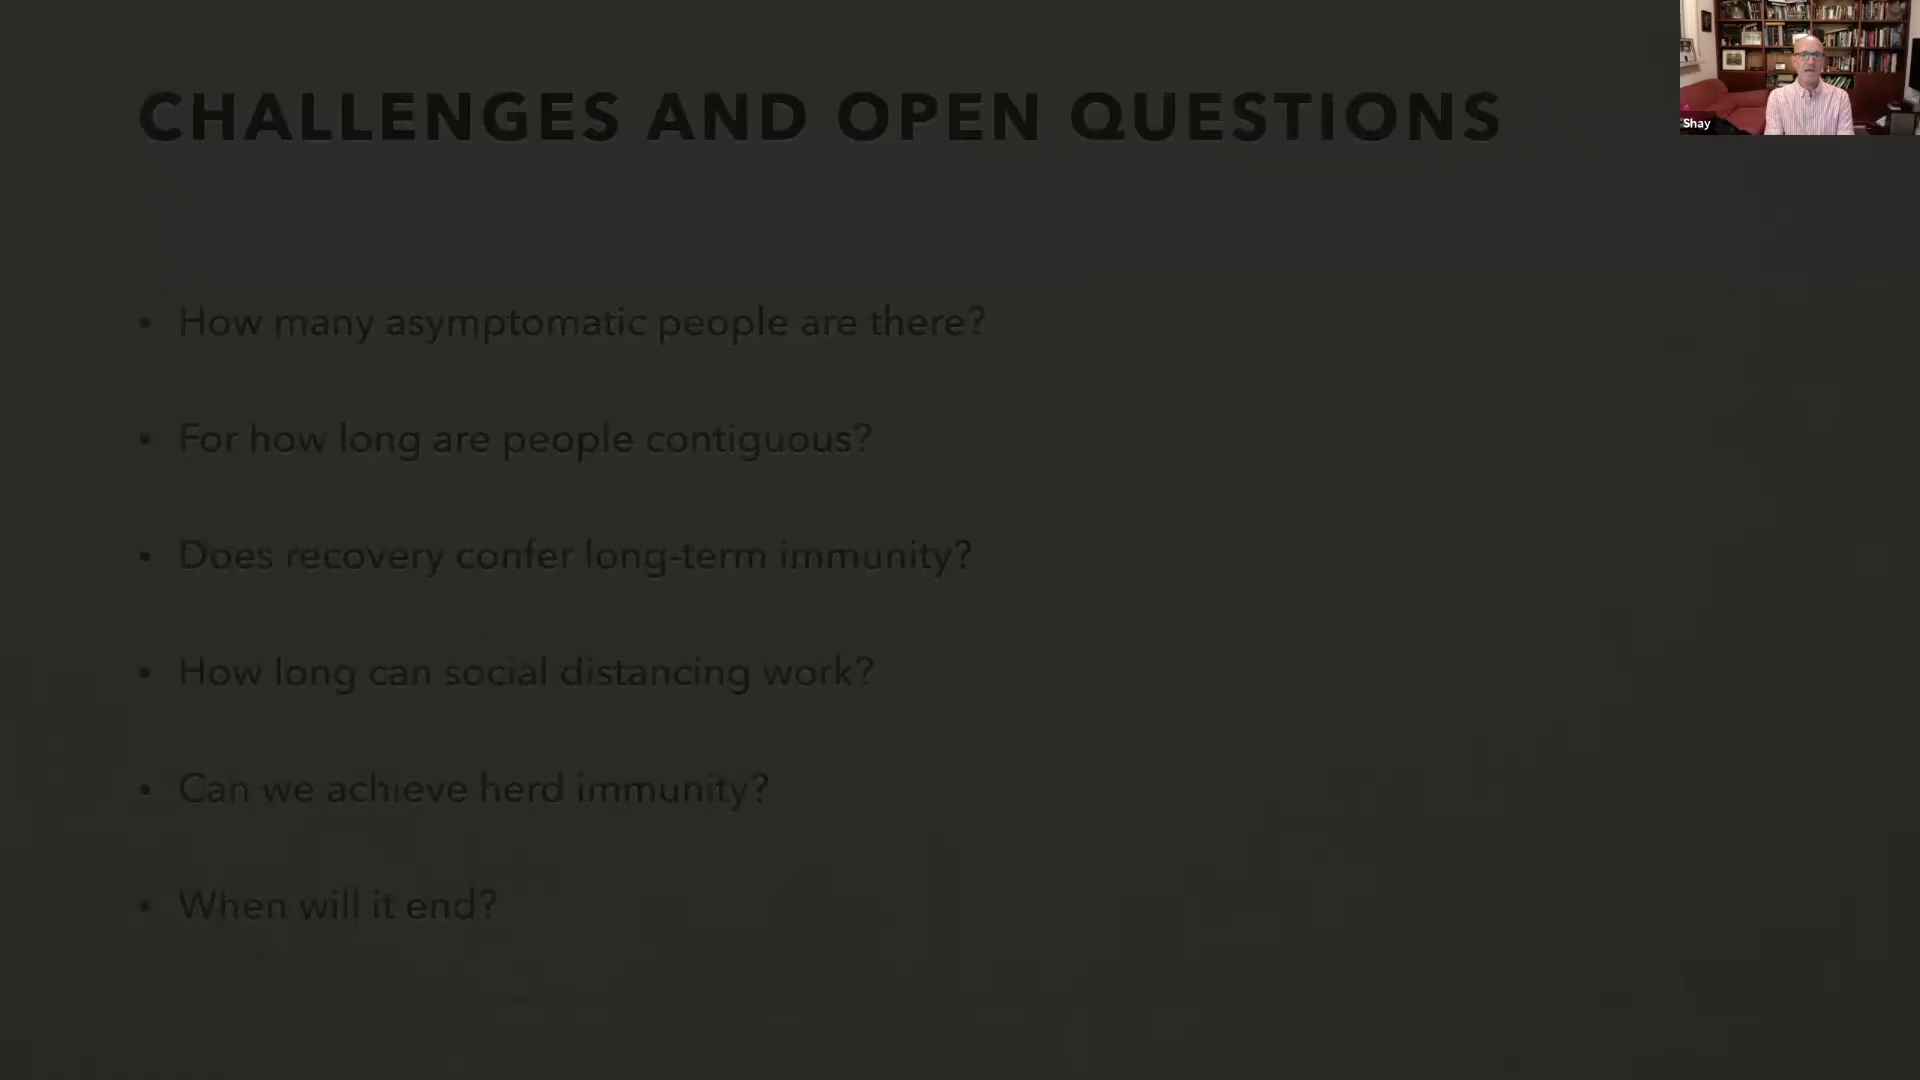 CHALLENGES AND OPEN QUESTIONS
Shay
• How many asymptomatic people are there?
• For how long are people contiguous?
• Does recovery confer long-term immunity?
• How long can social distancing work?
• Can we achieve herd immunity?
• When will it end?